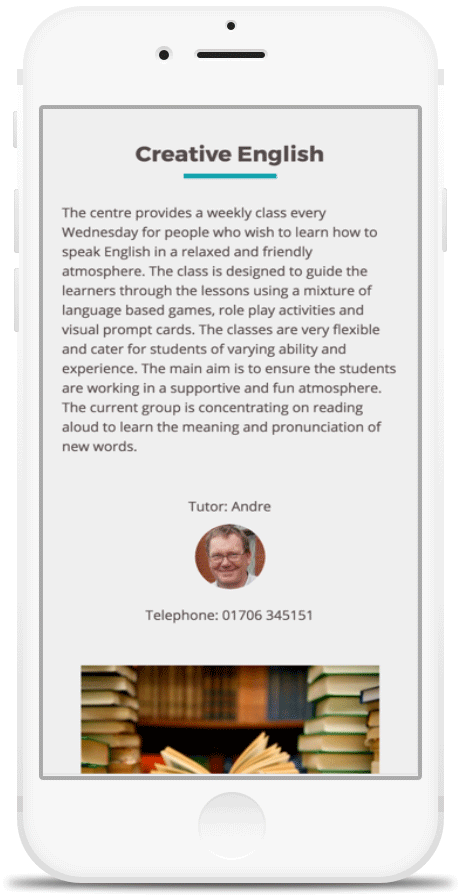 Creative English
The centre provides a weekly class every
Wednesday for people who wish to learn how to
speak English in a relaxed and friendly
atmosphere. The class is designed to guide the
learners through the lessons using a mixture of
language based games, role play activities and
visual prompt cards. The classes are very flexible
and cater for students of varying ability and
experience. The main aim is to ensure the students
are working in a supportive and fun atmosphere.
The current group is concentrating on reading
aloud to learn the meaning and pronunciation of
new words.
Tutor: Andre
Telephone: 01706 345151